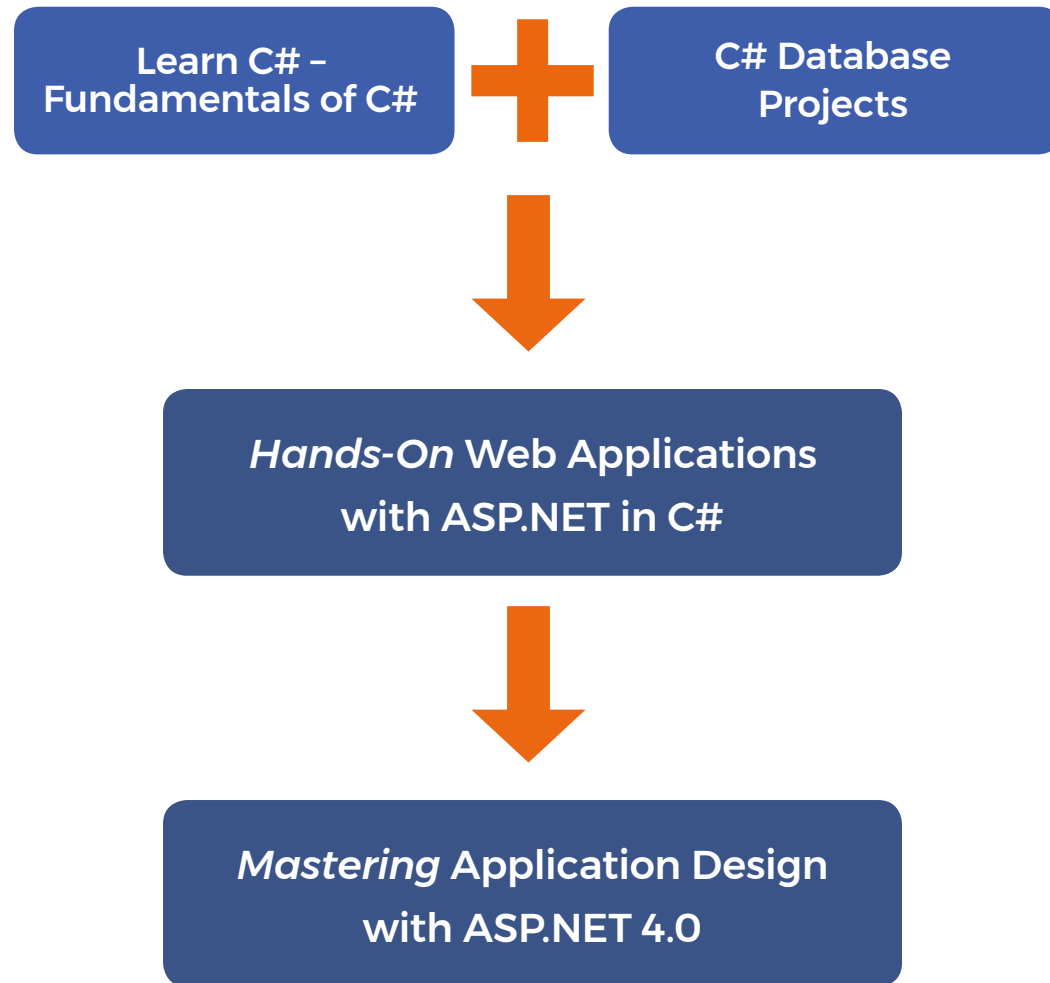 Learn C# –
Fundamentals of C#
C# Database
Projects
Hands-On Web Applications
with ASP.NET in C#
Mastering Application Design
with ASP.NET 4.0